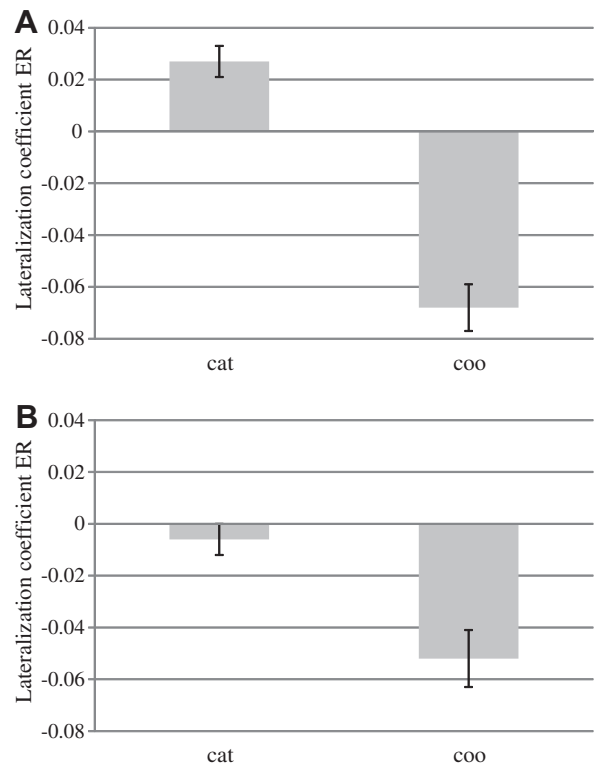 A
Lateralization coefficient ER
0.04
0.02
0
-0.02
-0.04
-0.06
-0.08
cat coo
B
Lateralization coefficient ER
0.04
0.02
0
-0.02
-0.04
-0.06
-0.08
cat coo